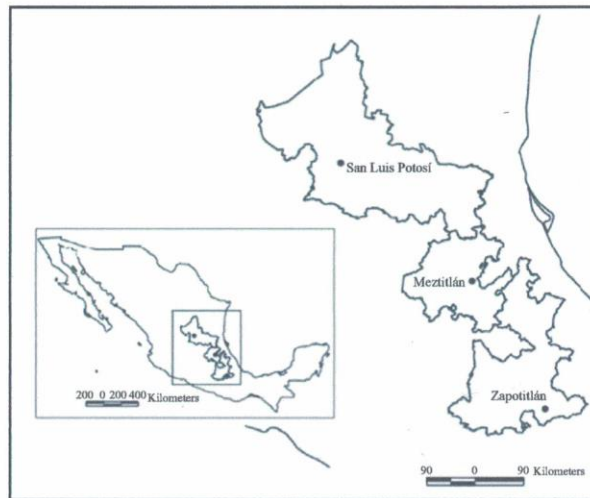 San Luis Potosí
Meztitlán
Zapotitlán
200 0 200 400 Kilometers
90 0 90 Kilometers